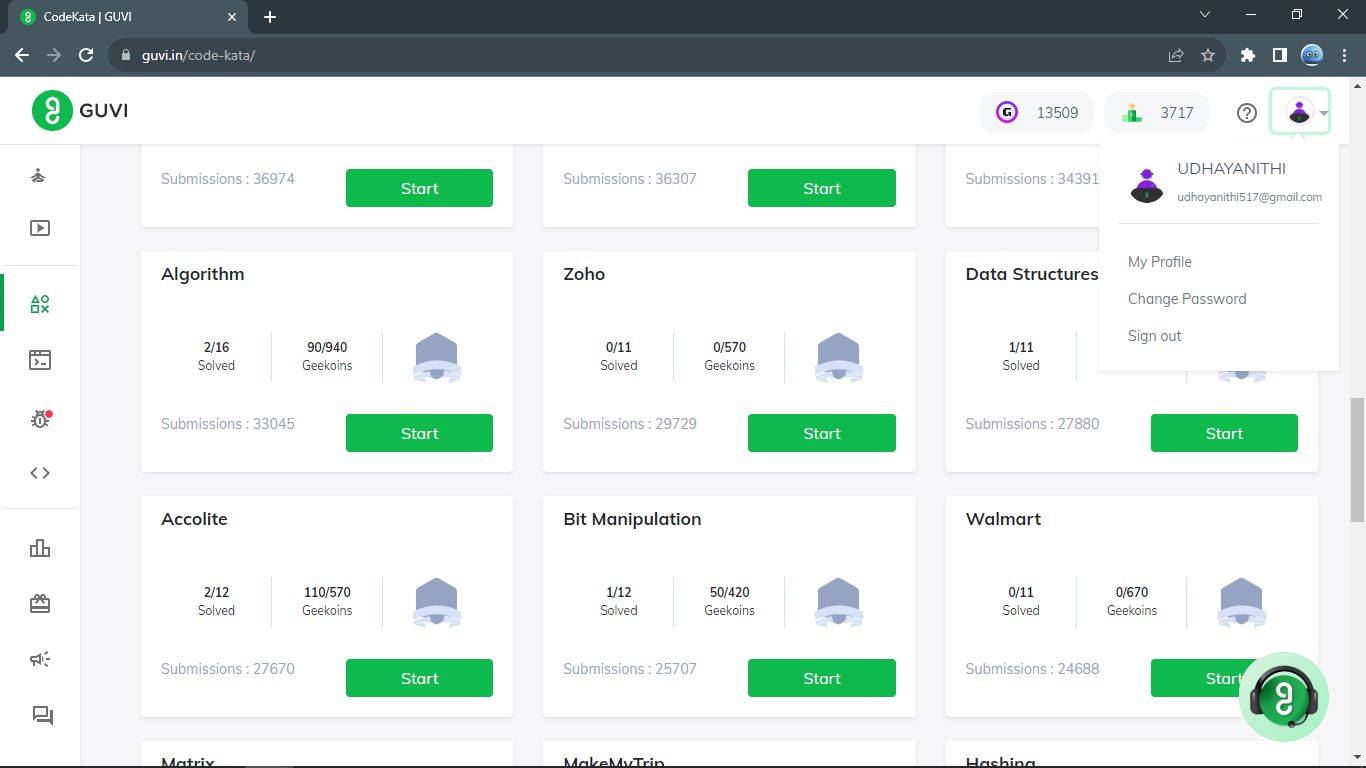 CodeKata | GUVI
guvi.in/code-kata/
GUVI
13509
3717
UDHAYANITHI
udhayanithi517@gmail.com
My Profile
Change Password
Sign out
Submissions : 36974
Start
Submissions : 36307
Start
Submissions : 34391
Algorithm
2/16
Solved
90/940
Geekoins
Submissions : 33045
Start
Zoho
0/11
Solved
0/570
Geekoins
Submissions : 29729
Start
Data Structures
1/11
Solved
Submissions : 27880
Start
Accolite
2/12
Solved
110/570
Geekoins
Submissions : 27670
Start
Bit Manipulation
1/12
Solved
50/420
Geekoins
Submissions : 25707
Start
Walmart
0/11
Solved
0/670
Geekoins
Submissions : 24688
Start
Matrix
MakeMyTrip
Hashing